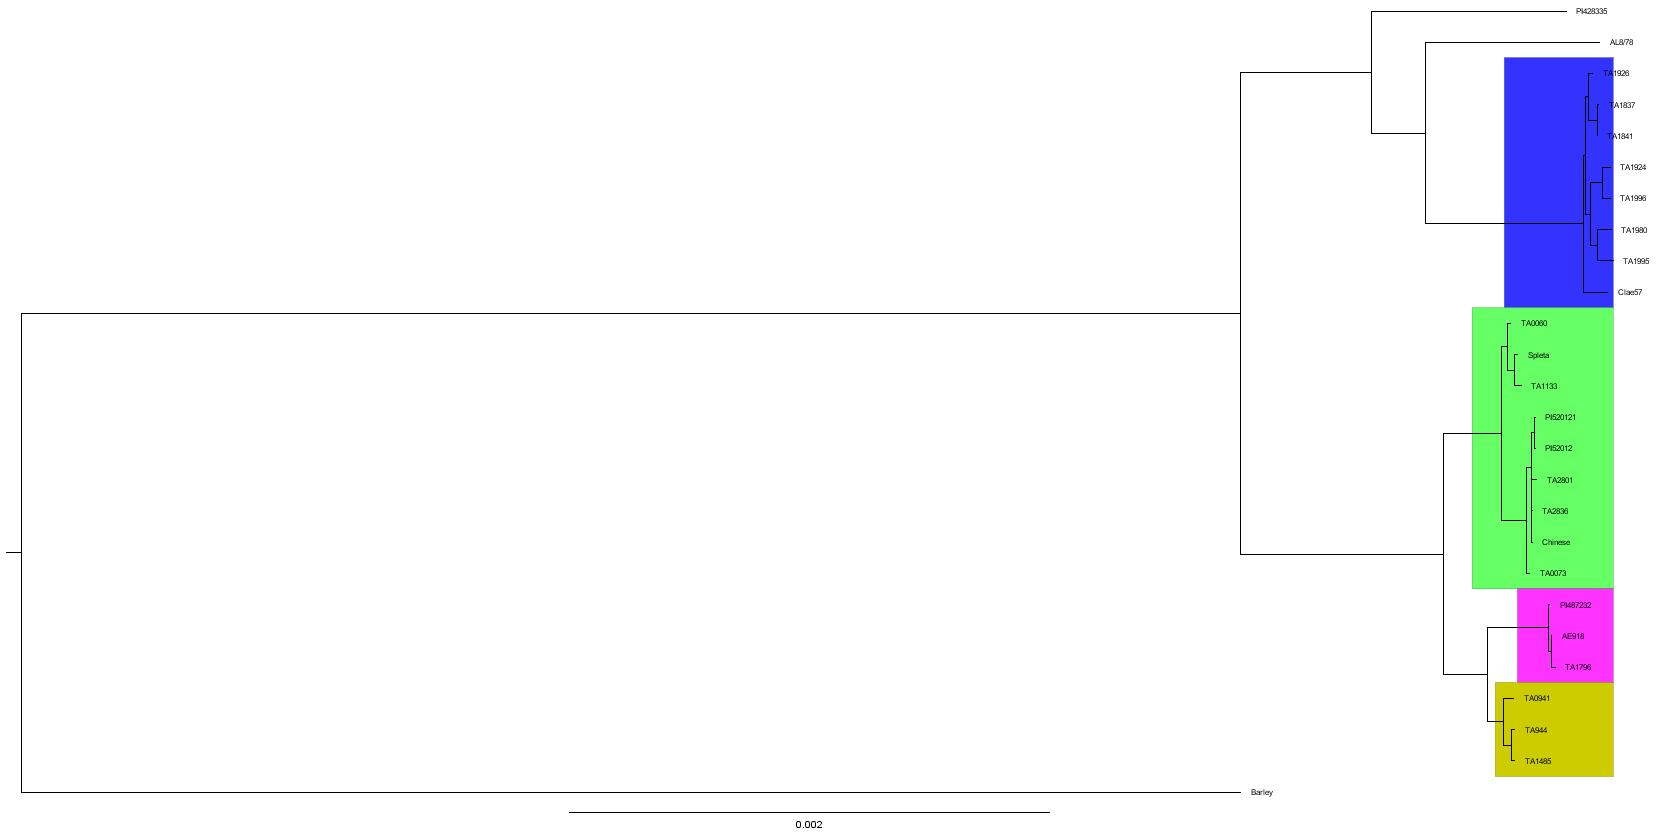 PI428335
AL8/78
TA1926
TA1837
TA1841
TA1924
TA1996
TA1980
TA1995
CIae57
TA0060
Spleta
TA1133
PI520121
PI52012
TA2801
TA2836
Chinese
TA0073
PI487232
AE918
TA1796
TA0941
TA944
TA1485
Barley
0.002